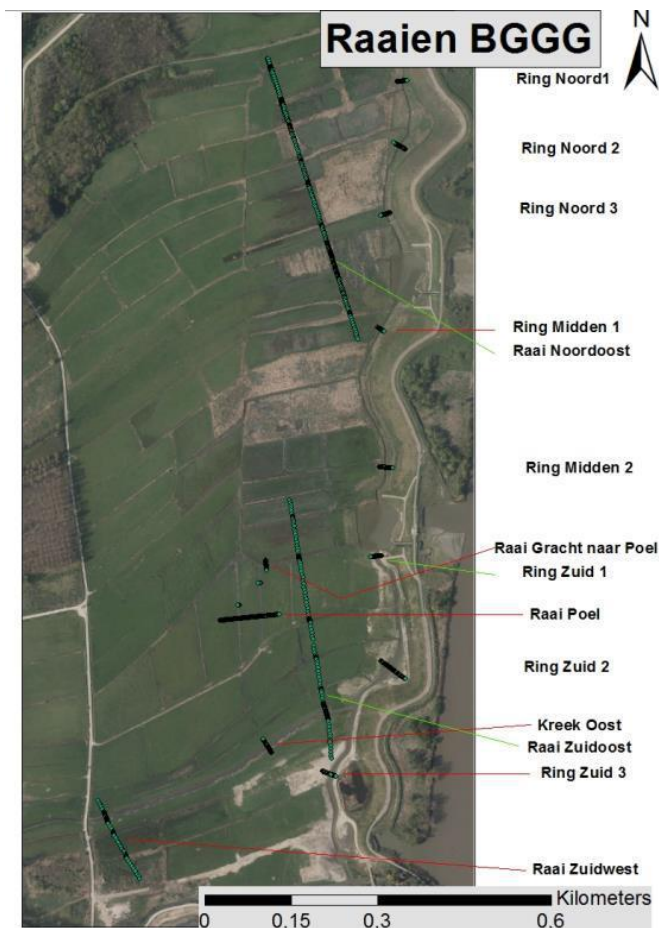 Raaien BGGG
N
Ring Noord1
Ring Noord 2
Ring Noord 3
Ring Midden 1
Raai Noordoost
Ring Midden 2
Raai Gracht naar Poel
Ring Zuid 1
Raai Poel
Ring Zuid 2
Kreek Oost
Raai Zuidoost
Ring Zuid 3
Raai Zuidwest
Kilometers
0 0.15 0.3 0.6